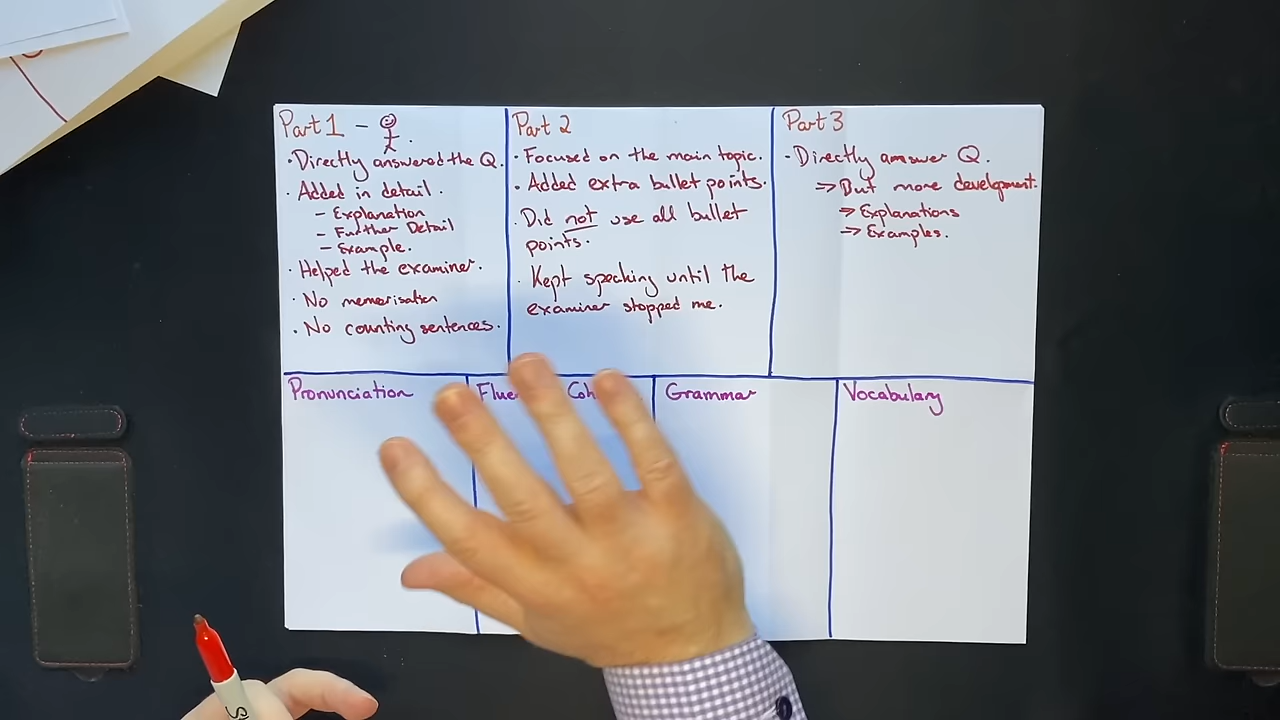 Part 1 -
· Directly answered the Q.
· Added in detail.
- Explanation
- Further Detail
- Example.
· Helped the examiner.
· No memorisation
· No counting sentences.
Part 2
· Focused on the main topic.
· Added extra bullet points.
· Did not use all bullet
points.
· Kept speaking until the
examiner stopped me.
Part 3
· Directly answer Q.
⇒ But more development.
→ Explanations
→ Examples.
Pronunciation
Grammar
Vocabulary